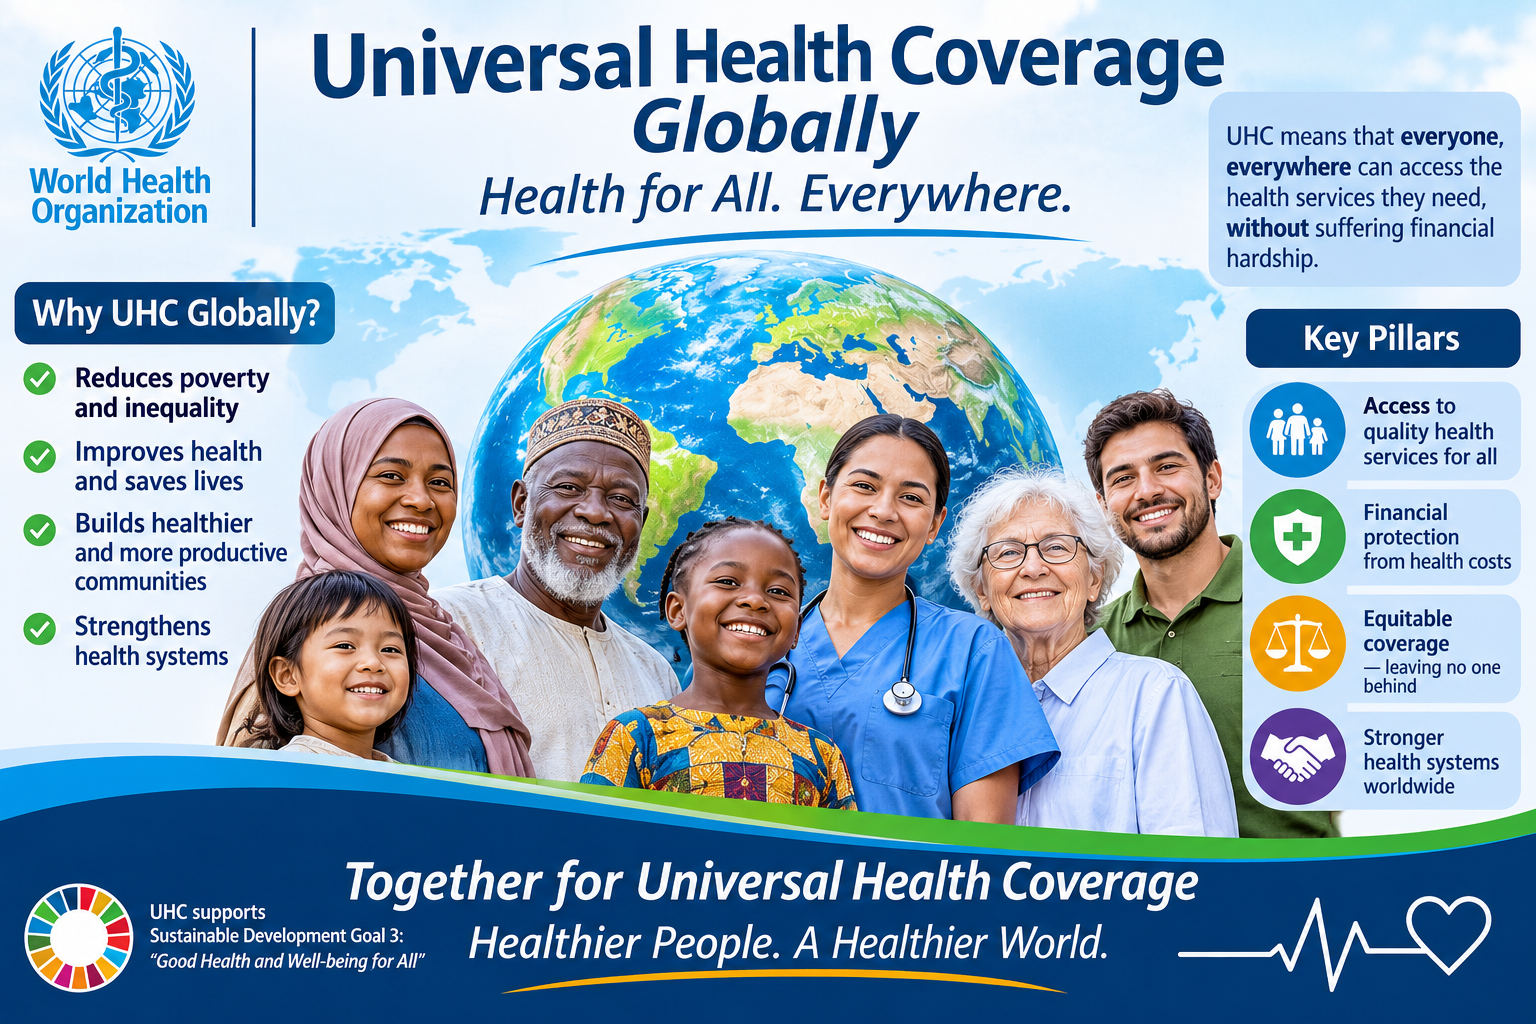 World Health
Organization
Universal Health Coverage
Globally
Health for All. Everywhere.
UHC means that everyone,
everywhere can access the
health services they need,
without suffering financial
hardship.
Why UHC Globally?
Reduces poverty
and inequality
Improves health
and saves lives
Builds healthier
and more productive
communities
Strengthens
health systems
Key Pillars
Access to
quality health
services for all
Financial
protection
from health costs
Equitable
coverage
— leaving no one
behind
Stronger
health systems
worldwide
Together for Universal Health Coverage
Healthier People. A Healthier World.
UHC supports
Sustainable Development Goal 3:
“Good Health and Well-being for All”